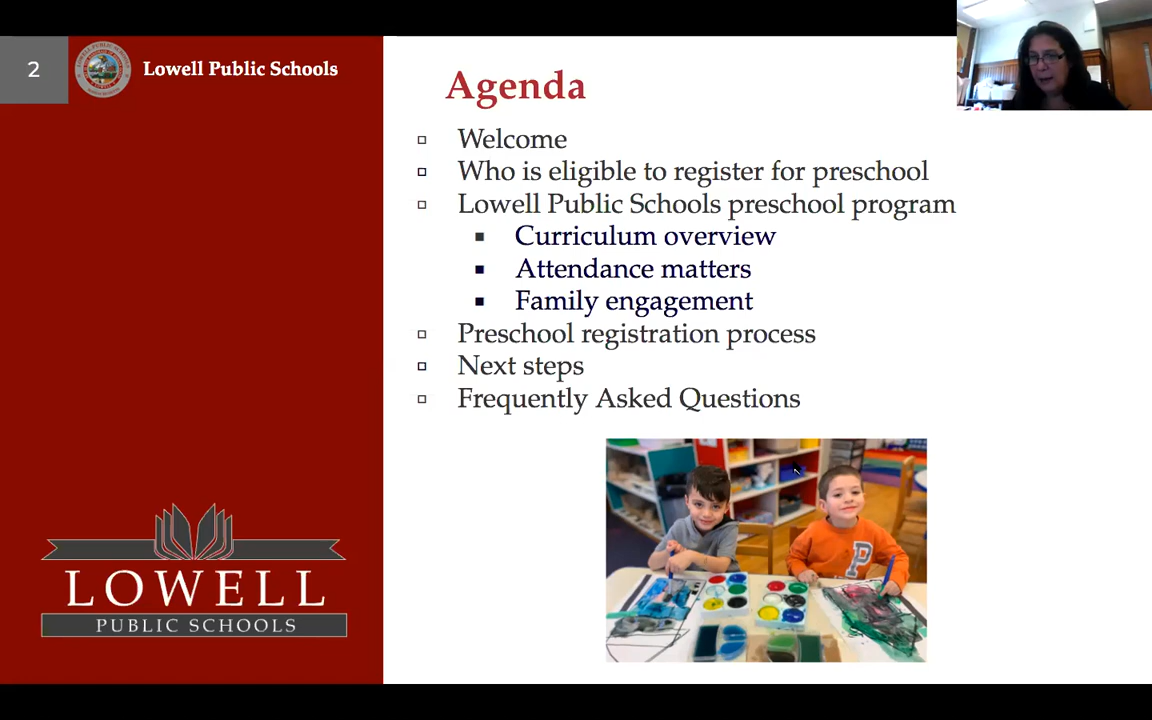 2
Lowell Public Schools
Agenda
Welcome
Who is eligible to register for preschool
Lowell Public Schools preschool program
Curriculum overview
Attendance matters
Family engagement
Preschool registration process
Next steps
Frequently Asked Questions
P
LOWELL
PUBLIC SCHOOLS